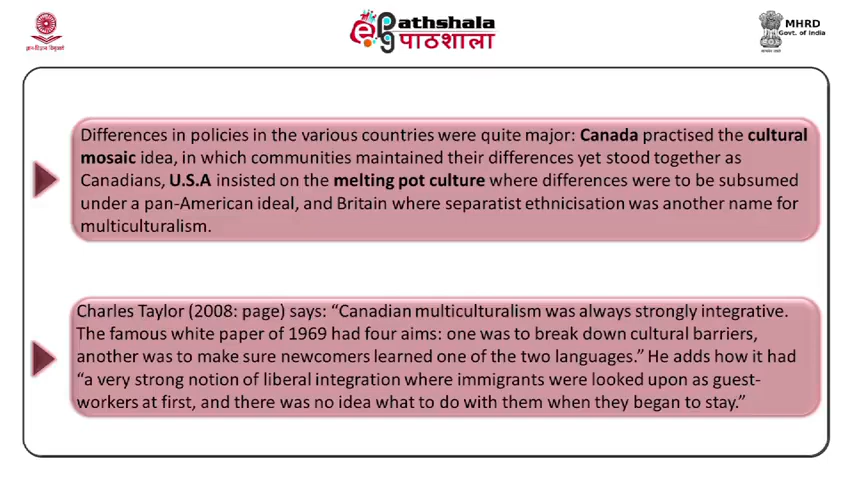 Pathshala
पाठशाला
MHRD
Govt. of India
Differences in policies in the various countries were quite major: Canada practised the cultural
mosaic idea, in which communities maintained their differences yet stood together as
Canadians, U.S.A insisted on the melting pot culture where differences were to be subsumed
under a pan-American ideal, and Britain where separatist ethnicisation was another name for
multiculturalism.
Charles Taylor (2008: page) says: “Canadian multiculturalism was always strongly integrative.
The famous white paper of 1969 had four aims: one was to break down cultural barriers,
another was to make sure newcomers learned one of the two languages.” He adds how it had
“a very strong notion of liberal integration where immigrants were looked upon as guest-
workers at first, and there was no idea what to do with them when they began to stay.”